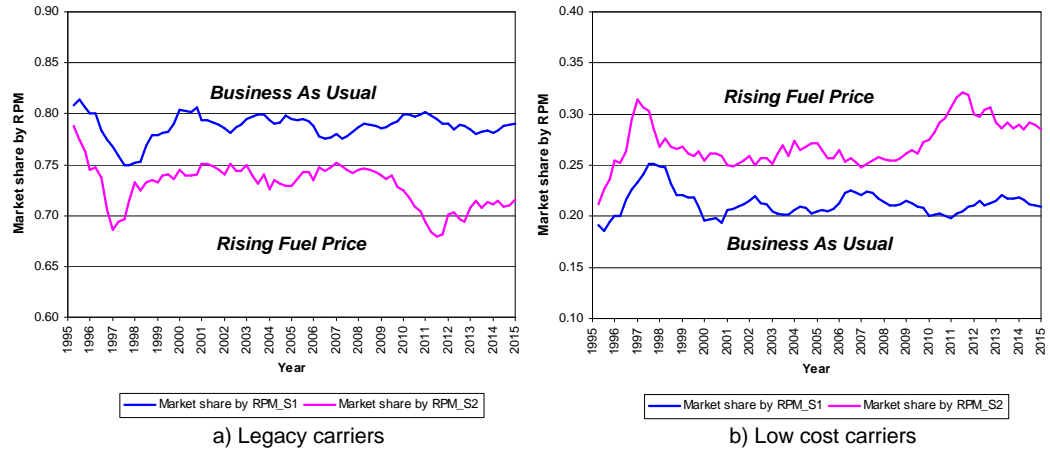 0.90
0.85
0.80
0.75
0.70
0.65
0.60
Market share by RPM
Business As Usual
Rising Fuel Price
1995 1996 1997 1998 1999 2000 2001 2002 2003 2004 2005 2006 2007 2008 2009 2010 2011 2012 2013 2014 2015
Year
Market share by RPM_S1 Market share by RPM_S2
a) Legacy carriers
0.40
0.35
0.30
0.25
0.20
0.15
0.10
Market share by RPM
Rising Fuel Price
Business As Usual
1995 1996 1997 1998 1999 2000 2001 2002 2003 2004 2005 2006 2007 2008 2009 2010 2011 2012 2013 2014 2015
Year
Market share by RPM_S1 Market share by RPM_S2
b) Low cost carriers